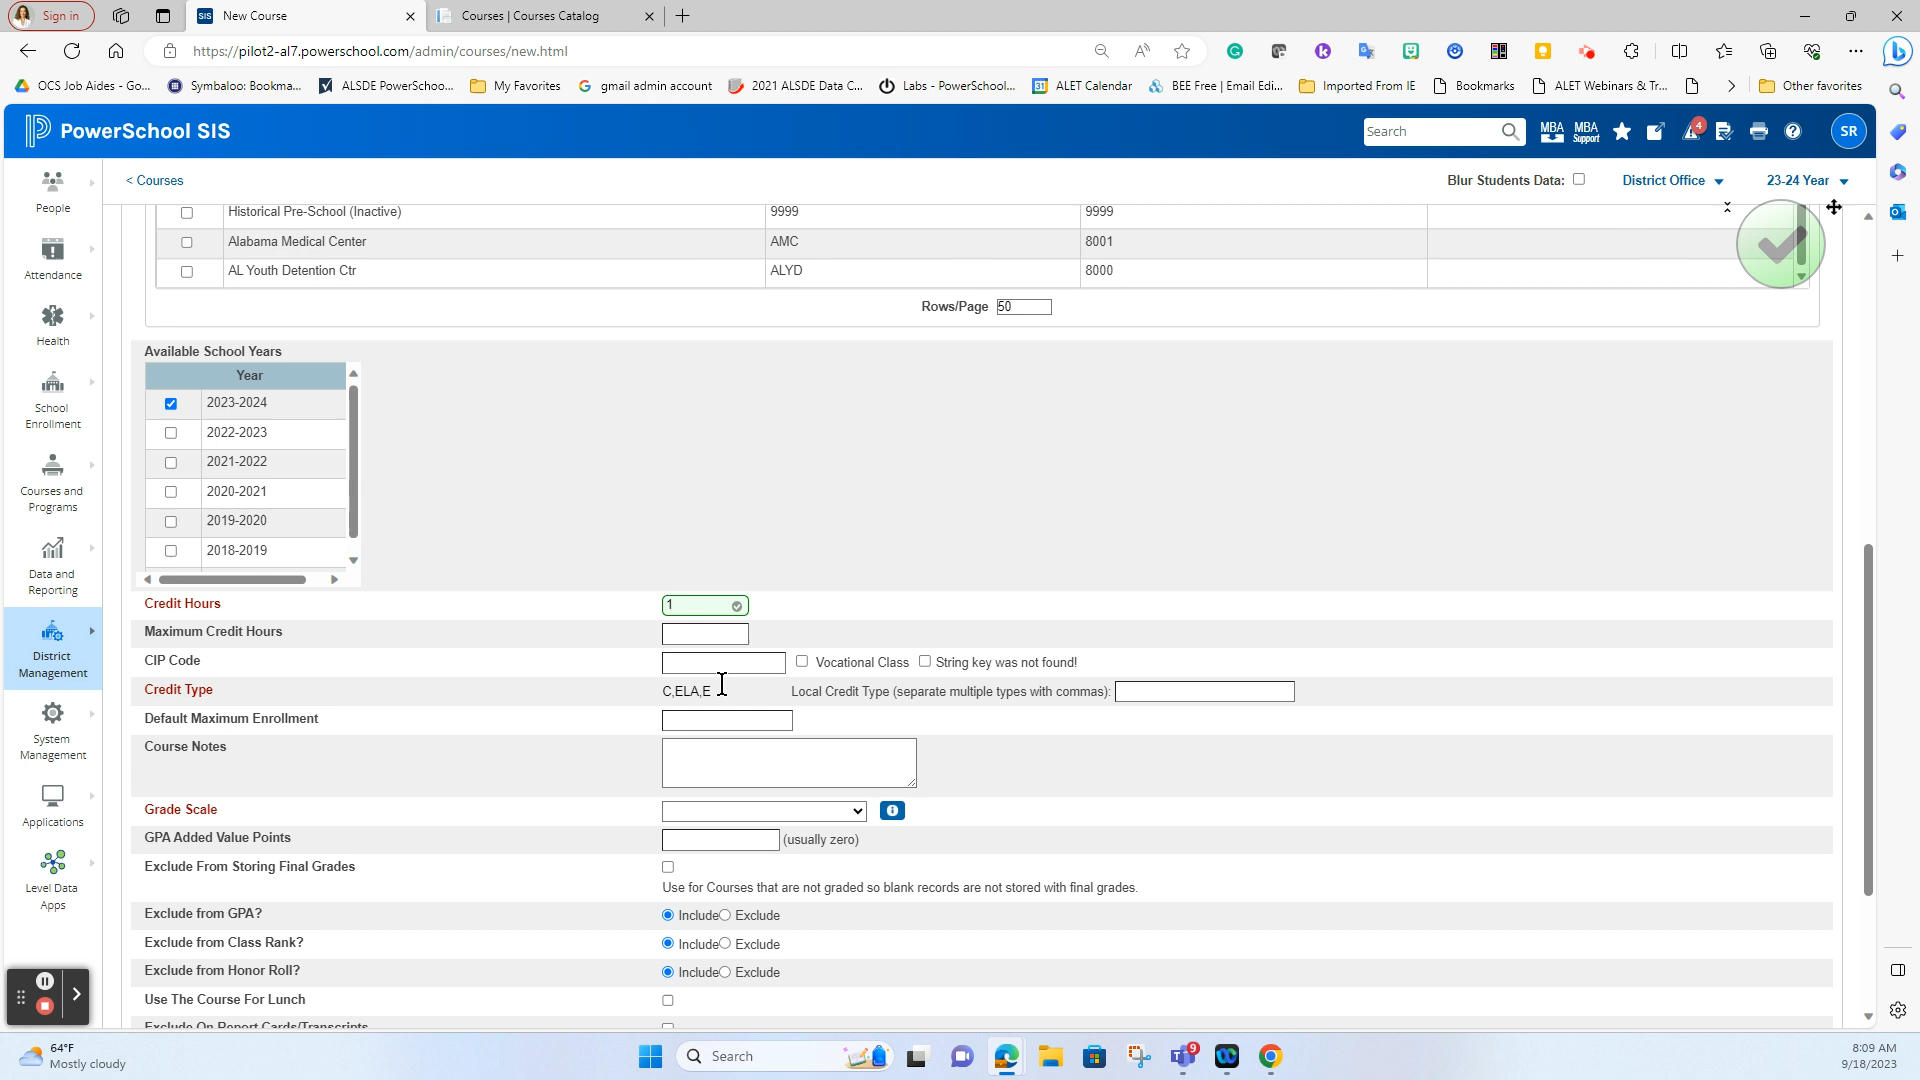 Sign in
SIS New Course
Courses | Courses Catalog
https://pilot2-al7.powerschool.com/admin/courses/new.html
OCS Job Aides - Go...
Symbaloo: Bookma...
ALSDE PowerSchoo...
My Favorites
gmail admin account
2021 ALSDE Data C...
Labs - PowerSchool...
ALET Calendar
BEE Free | Email Edi...
Imported From IE
Bookmarks
ALET Webinars & Tr...
Other favorites
PowerSchool SIS
Search
MBA
MBA Support
4
SR
< Courses
Blur Students Data:
District Office
23-24 Year
People
Attendance
Health
School Enrollment
Courses and Programs
Data and Reporting
District Management
System Management
Applications
Level Data Apps
Historical Pre-School (Inactive) 9999 9999
Alabama Medical Center AMC 8001
AL Youth Detention Ctr ALYD 8000
Rows/Page 50
Available School Years
Year
2023-2024
2022-2023
2021-2022
2020-2021
2019-2020
2018-2019
Credit Hours 1
Maximum Credit Hours
CIP Code Vocational Class String key was not found!
Credit Type C,ELA,E Local Credit Type (separate multiple types with commas):
Default Maximum Enrollment
Course Notes
Grade Scale
GPA Added Value Points (usually zero)
Exclude From Storing Final Grades
Use for Courses that are not graded so blank records are not stored with final grades.
Exclude from GPA? Include Exclude
Exclude from Class Rank? Include Exclude
Exclude from Honor Roll? Include Exclude
Use The Course For Lunch
Exclude On Report Cards/Transcripts
64°F
Mostly cloudy
Search
9
8:09 AM
9/18/2023